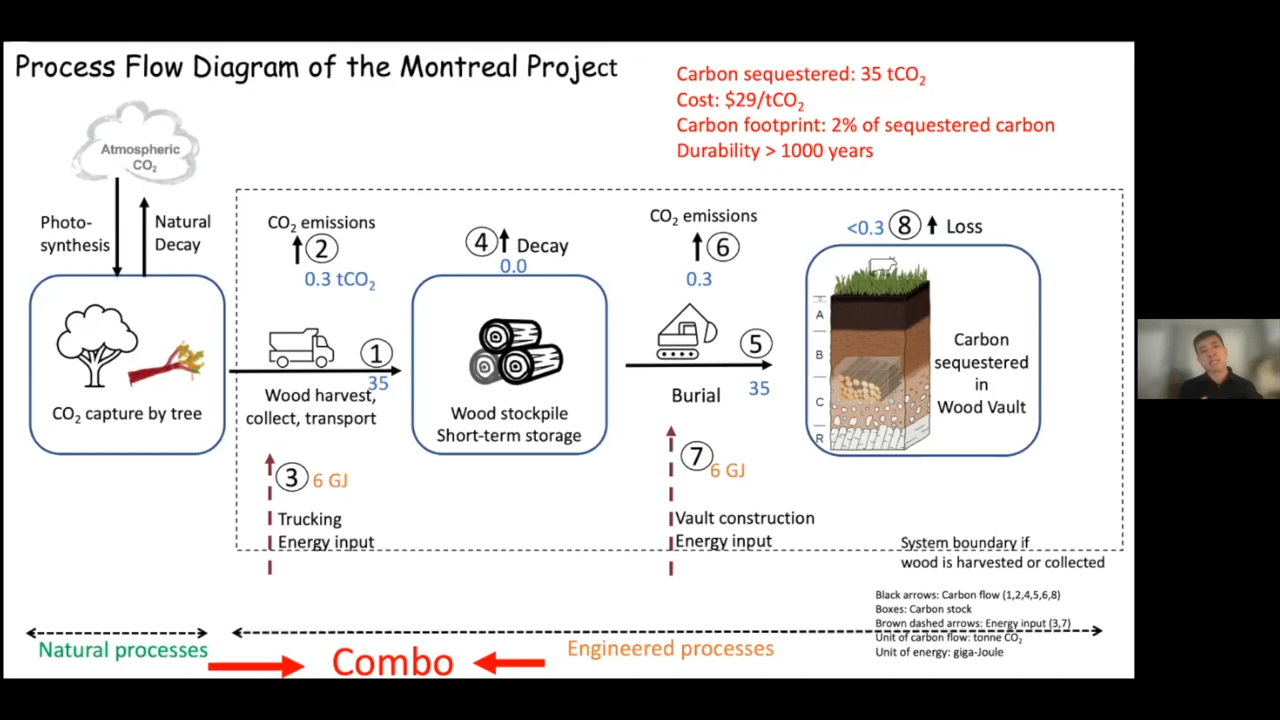 Process Flow Diagram of the Montreal Project
Carbon sequestered: 35 tCO₂
Cost: $29/tCO₂
Carbon footprint: 2% of sequestered carbon
Durability > 1000 years
Atmospheric
CO₂
Photo-
synthesis
Natural
Decay
CO₂ capture by tree
CO₂ emissions
2
0.3 tCO₂
1
35
Wood harvest,
collect, transport
3 6 GJ
Trucking
Energy input
4 Decay
0.0
Wood stockpile
Short-term storage
CO₂ emissions
6
0.3
5
35
Burial
7
6 GJ
Vault construction
Energy input
<0.3 8 Loss
A
B
C
R
Carbon
sequestered
in
Wood Vault
System boundary if
wood is harvested or collected
Black arrows: Carbon flow (1,2,4,5,6,8)
Boxes: Carbon stock
Brown dashed arrows: Energy input (3,7)
Unit of carbon flow: tonne CO₂
Unit of energy: giga-Joule
Natural processes
Combo
Engineered processes